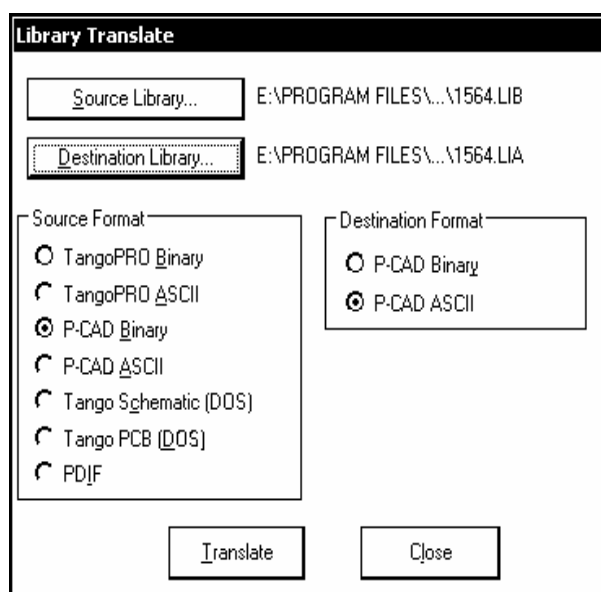 Library Translate
Source Library... E:\PROGRAM FILES\...\1564.LIB
Destination Library... E:\PROGRAM FILES\...\1564.LIA
Source Format
TangoPRO Binary
TangoPRO ASCII
P-CAD Binary
P-CAD ASCII
Tango Schematic (DOS)
Tango PCB (DOS)
PDIF
Destination Format
P-CAD Binary
P-CAD ASCII
Translate Close